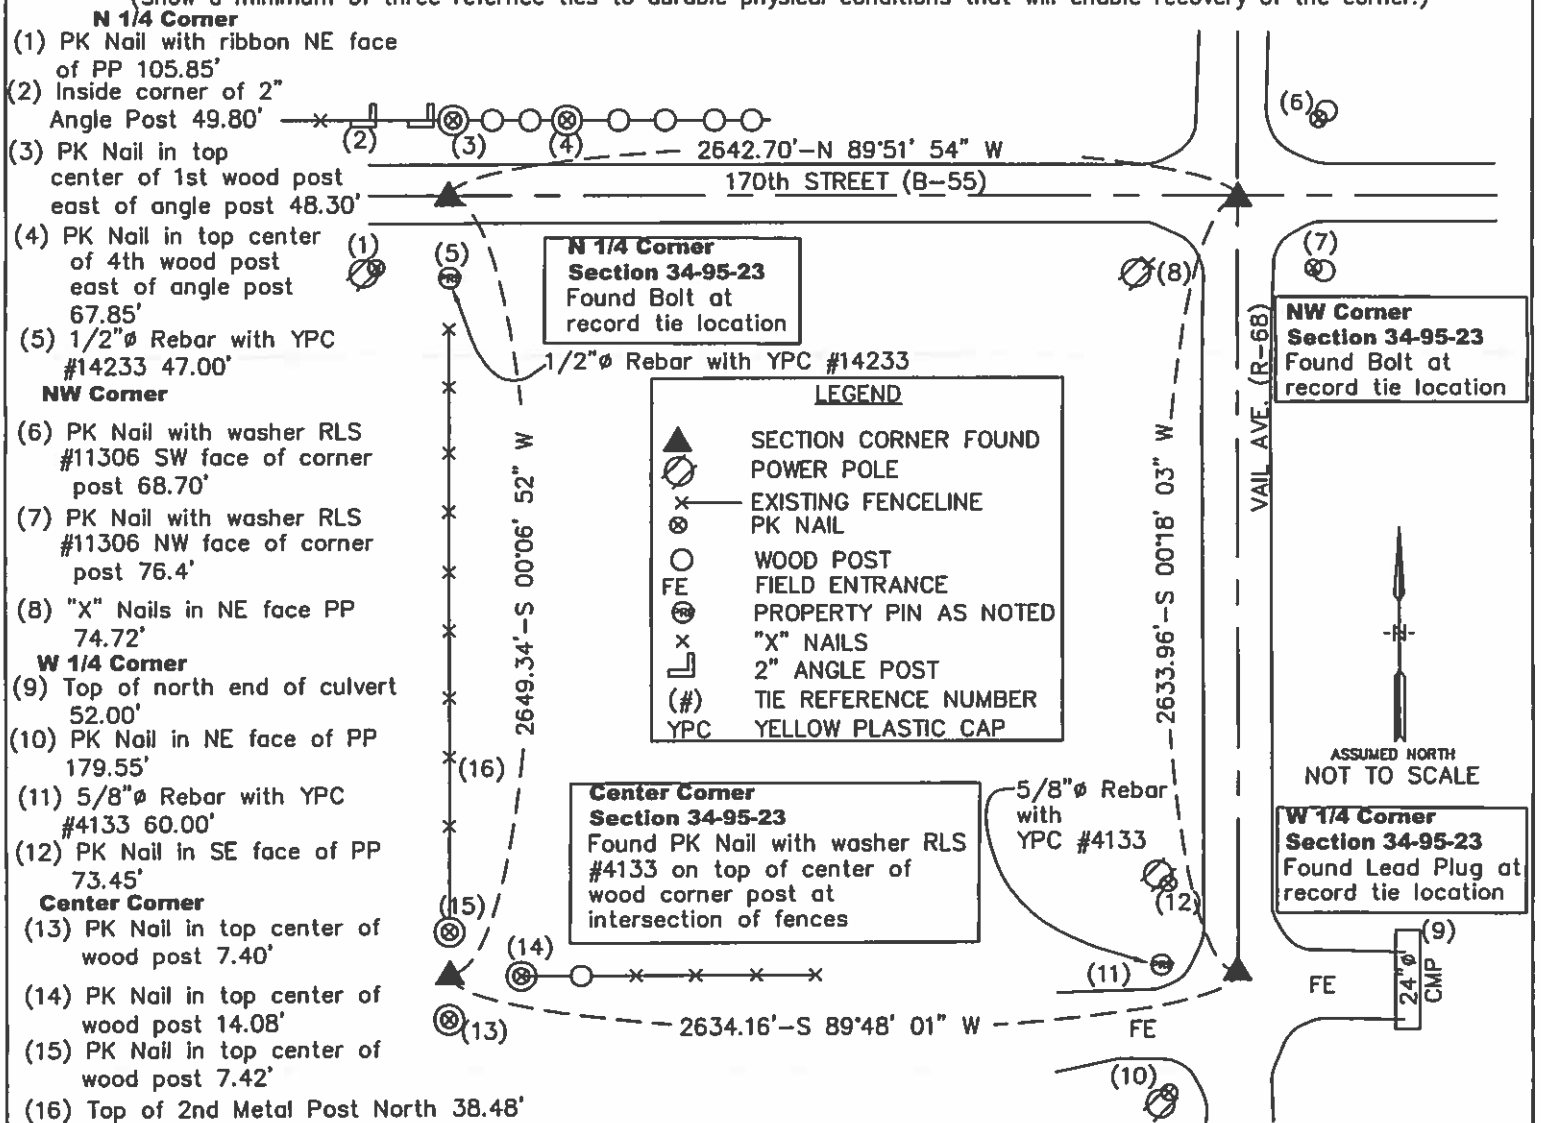 (Show a minimum of three reference ties to durable physical conditions that will enable recovery of the corner.)
N 1/4 Corner
(1) PK Nail with ribbon NE face
of PP 105.85'
(2) Inside corner of 2"
Angle Post 49.80'
(3) PK Nail in top
center of 1st wood post
east of angle post 48.30'
(4) PK Nail in top center
of 4th wood post
east of angle post
67.85'
(5) 1/2"ø Rebar with YPC
#14233 47.00'
NW Corner
(6) PK Nail with washer RLS
#11306 SW face of corner
post 68.70'
(7) PK Nail with washer RLS
#11306 NW face of corner
post 76.4'
(8) "X" Nails in NE face PP
74.72'
W 1/4 Corner
(9) Top of north end of culvert
52.00'
(10) PK Nail in NE face of PP
179.55'
(11) 5/8"ø Rebar with YPC
#4133 60.00'
(12) PK Nail in SE face of PP
73.45'
Center Corner
(13) PK Nail in top center of
wood post 7.40'
(14) PK Nail in top center of
wood post 14.08'
(15) PK Nail in top center of
wood post 7.42'
(16) Top of 2nd Metal Post North 38.48'
(2)
(3)
(4)
(6)
2642.70'-N 89°51' 54" W
170th STREET (B-55)
(1)
(5)
PRP
N 1/4 Corner
Section 34-95-23
Found Bolt at
record tie location
(8)
(7)
1/2"ø Rebar with YPC #14233
NW Corner
Section 34-95-23
Found Bolt at
record tie location
VAIL AVE. (R-68)
LEGEND
SECTION CORNER FOUND
POWER POLE
EXISTING FENCELINE
PK NAIL
WOOD POST
FE FIELD ENTRANCE
PRP PROPERTY PIN AS NOTED
"X" NAILS
2" ANGLE POST
(#) TIE REFERENCE NUMBER
YPC YELLOW PLASTIC CAP
2649.34'-S 00°06' 52" W
2633.96'-S 00°18' 03" W
N
ASSUMED NORTH
NOT TO SCALE
(16)
Center Corner
Section 34-95-23
Found PK Nail with washer RLS
#4133 on top of center of
wood corner post at
intersection of fences
5/8"ø Rebar
with
YPC #4133
W 1/4 Corner
Section 34-95-23
Found Lead Plug at
record tie location
(12)
(15)
(14)
(13)
(11)
PRP
(9)
24"ø
CMP
FE
2634.16'-S 89°48' 01" W
FE
(10)